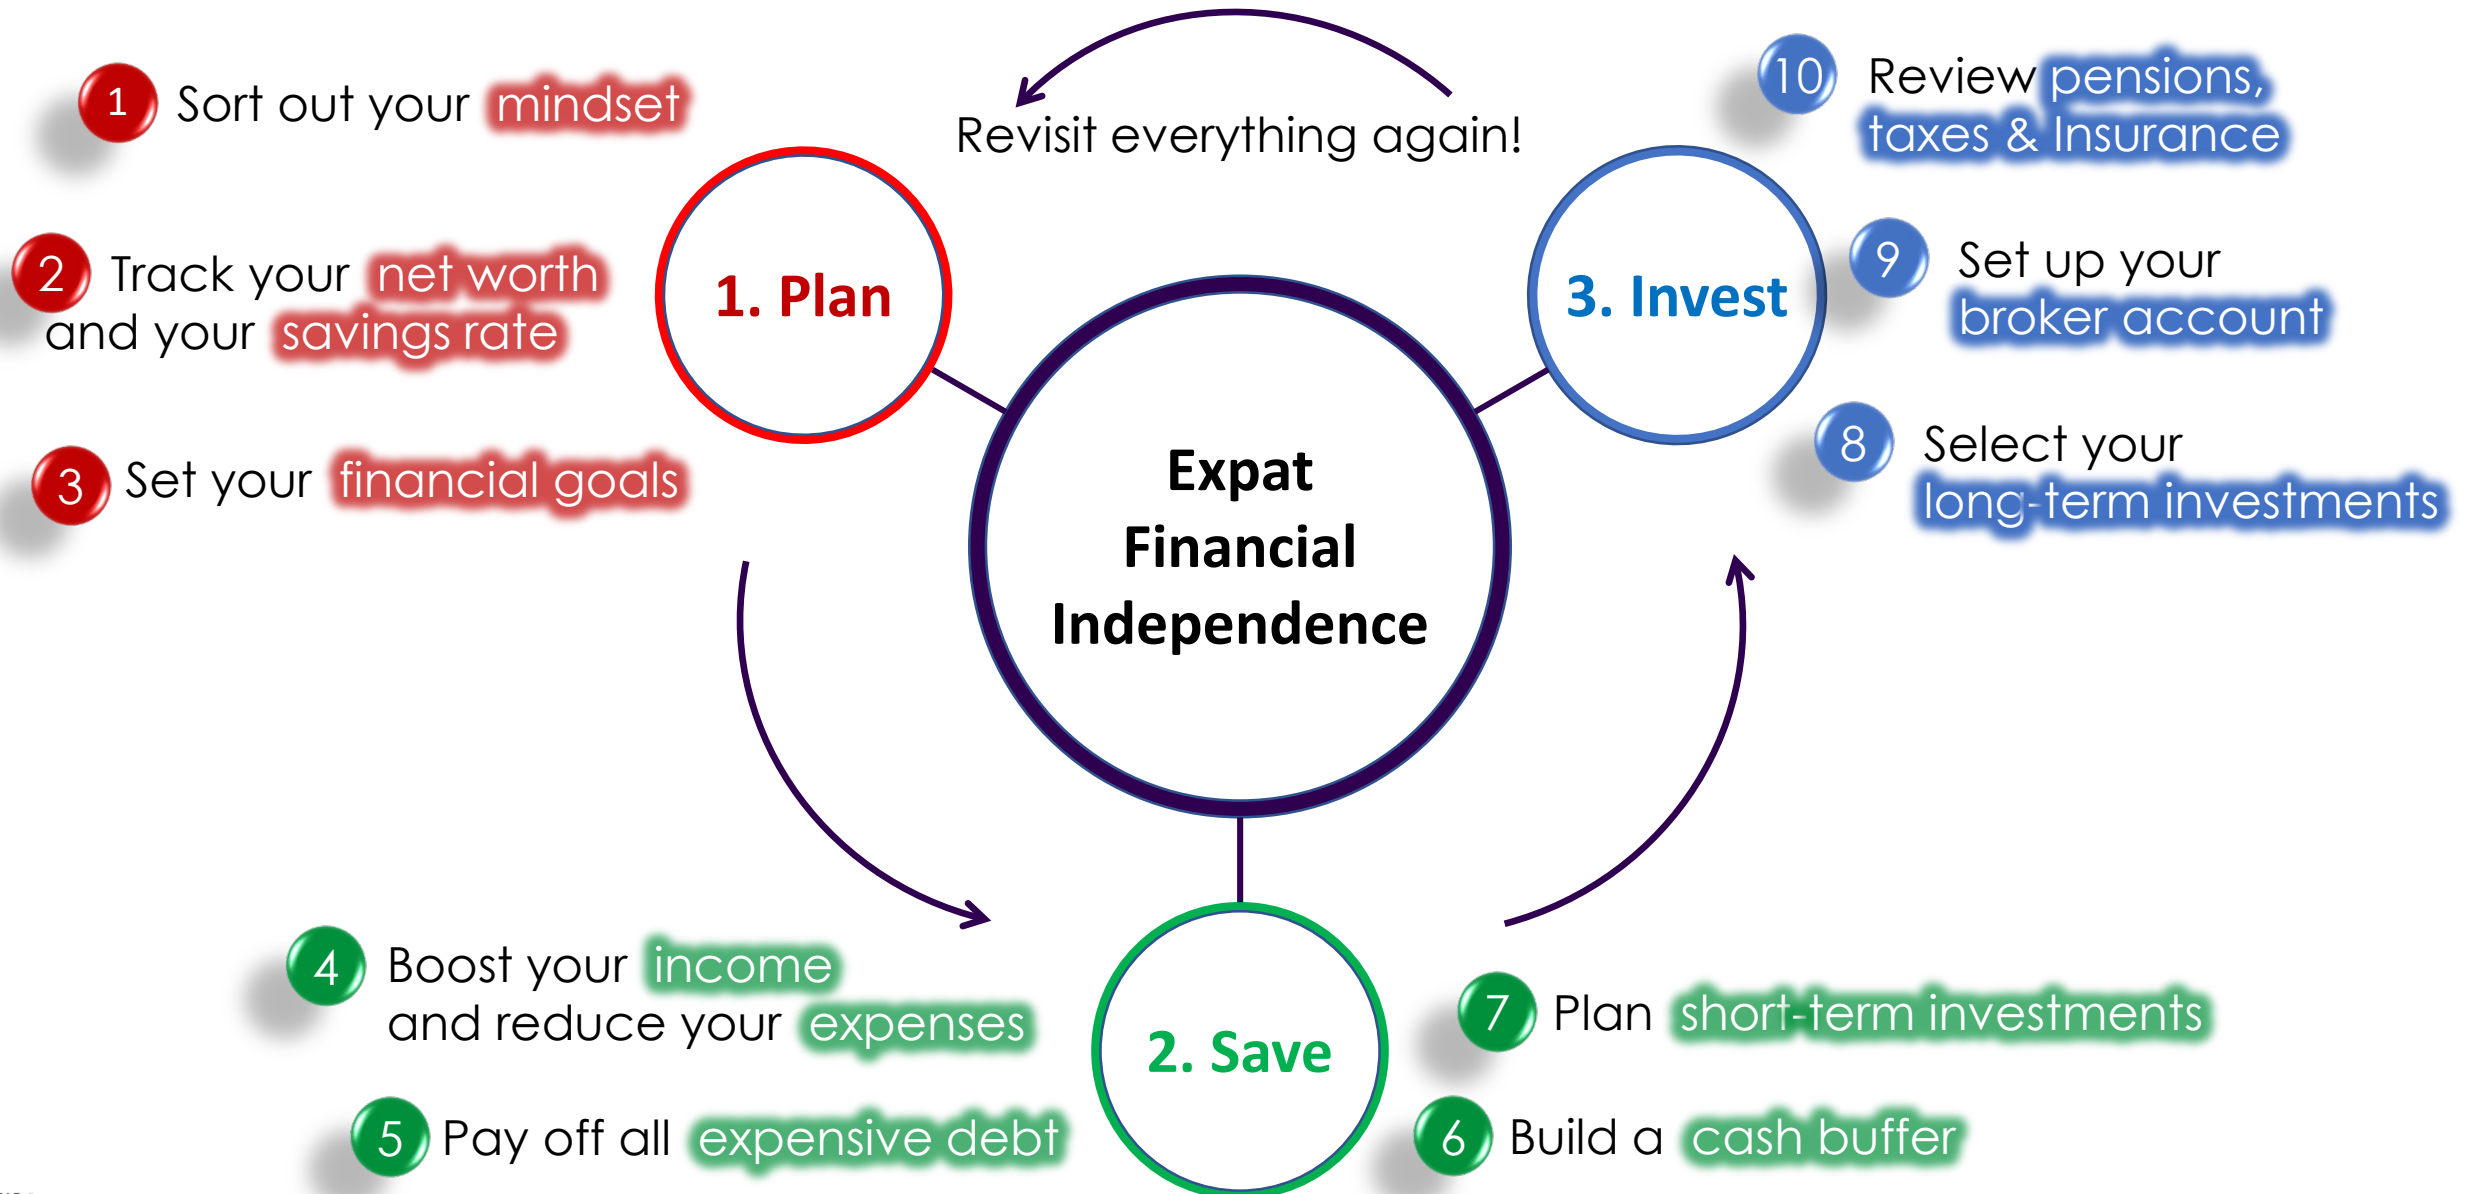 Revisit everything again!
1 Sort out your mindset
2 Track your net worth
and your savings rate
3 Set your financial goals
1. Plan
Expat
Financial
Independence
3. Invest
10 Review pensions,
taxes & Insurance
9 Set up your
broker account
8 Select your
long-term investments
4 Boost your income
and reduce your expenses
5 Pay off all expensive debt
2. Save
7 Plan short-term investments
6 Build a cash buffer